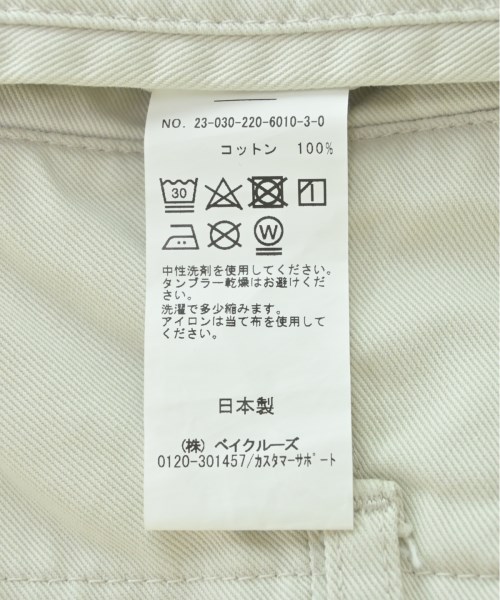 NO. 23-030-220-6010-3-0
コットン 100%
30
W
中性洗剤を使用してください。
タンブラー乾燥はお避けくだ
さい。
洗濯で多少縮みます。
アイロンは当て布を使用して
ください。
日本製
(株) ベイクルーズ
0120-301457/カスタマーサポート